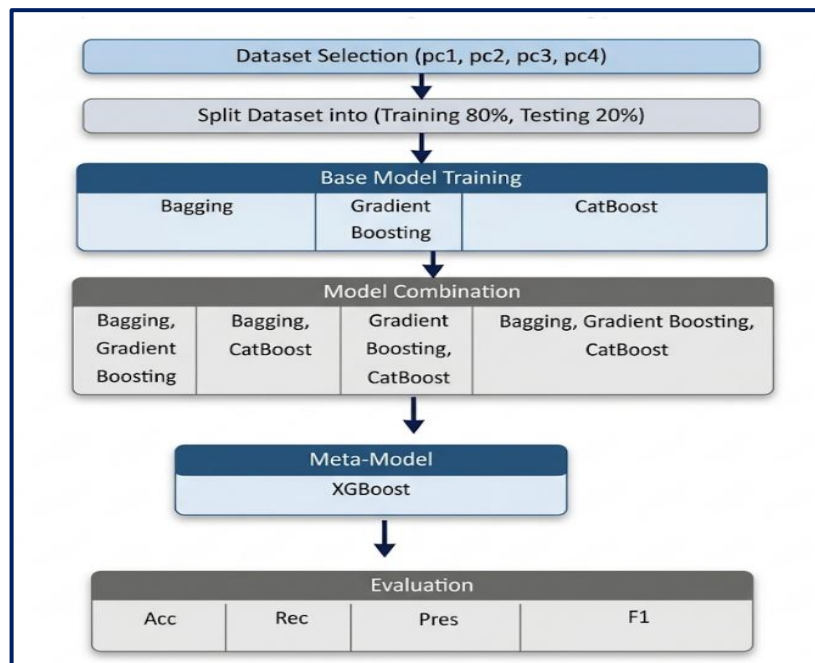 Dataset Selection (pc1, pc2, pc3, pc4)
Split Dataset into (Training 80%, Testing 20%)
Base Model Training
Bagging
Gradient
Boosting
CatBoost
Model Combination
Bagging,
Gradient
Boosting
Bagging,
CatBoost
Gradient
Boosting,
CatBoost
Bagging, Gradient Boosting,
CatBoost
Meta-Model
XGBoost
Evaluation
Acc
Rec
Pres
F1